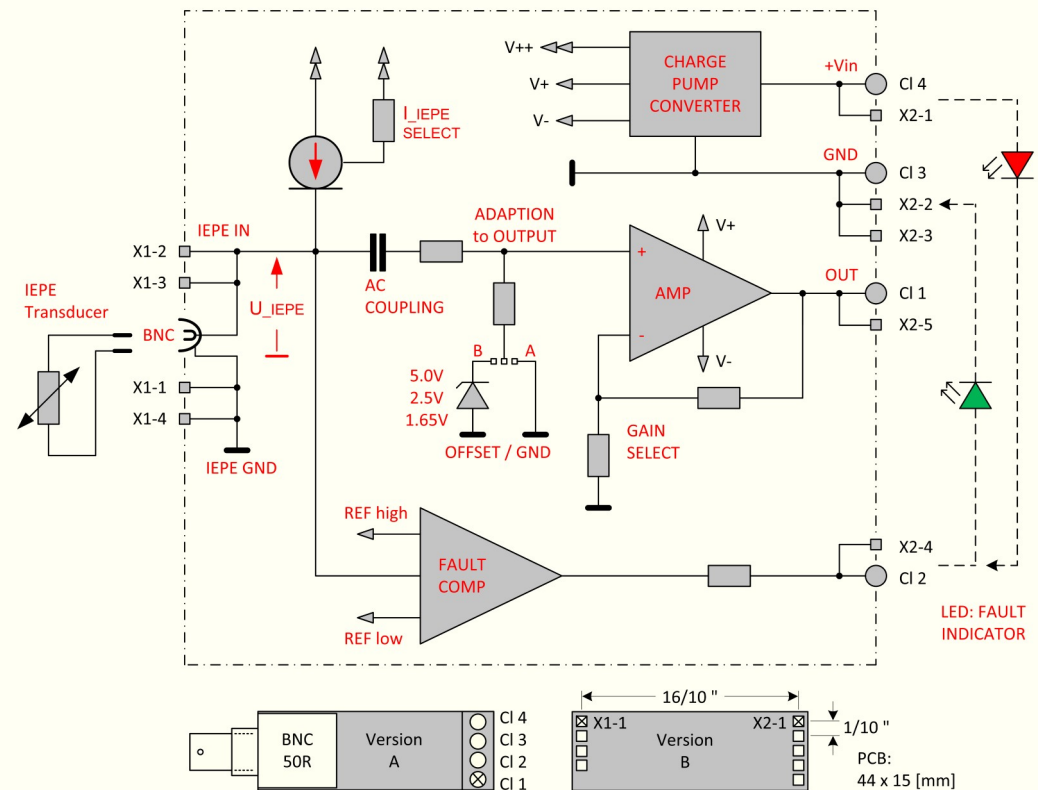 V++
V+
V-
CHARGE
PUMP
CONVERTER
+Vin
Cl 4
X2-1
I_IEPE
SELECT
GND
Cl 3
X2-2
X2-3
IEPE IN
X1-2
X1-3
ADAPTION
to OUTPUT
V+
AMP
+
-
V-
OUT
Cl 1
X2-5
IEPE
Transducer
BNC
U_IEPE
AC
COUPLING
X1-1
X1-4
IEPE GND
B
A
5.0V
2.5V
1.65V
OFFSET / GND
GAIN
SELECT
REF high
FAULT
COMP
REF low
X2-4
Cl 2
LED: FAULT
INDICATOR
BNC
50R
Version
A
Cl 4
Cl 3
Cl 2
Cl 1
16/10 "
X1-1
X2-1
Version
B
1/10 "
PCB:
44 x 15 [mm]